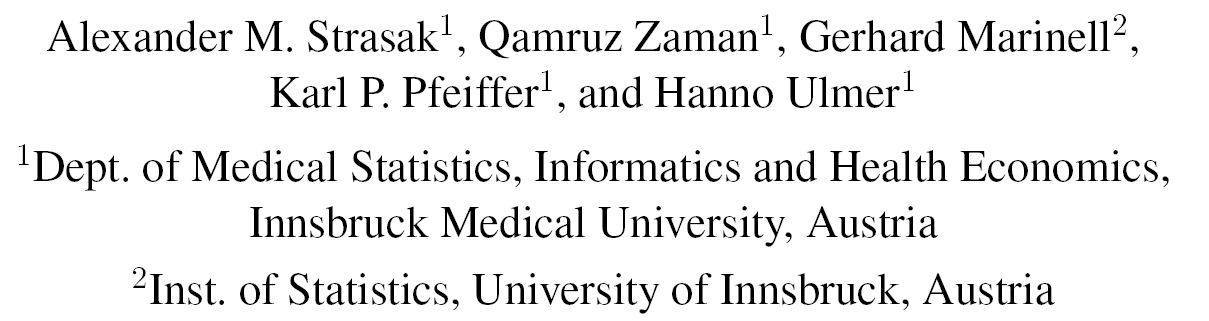 Alexander M. Strasak¹, Qamruz Zaman¹, Gerhard Marinell²,
Karl P. Pfeiffer¹, and Hanno Ulmer¹
¹Dept. of Medical Statistics, Informatics and Health Economics,
Innsbruck Medical University, Austria
²Inst. of Statistics, University of Innsbruck, Austria